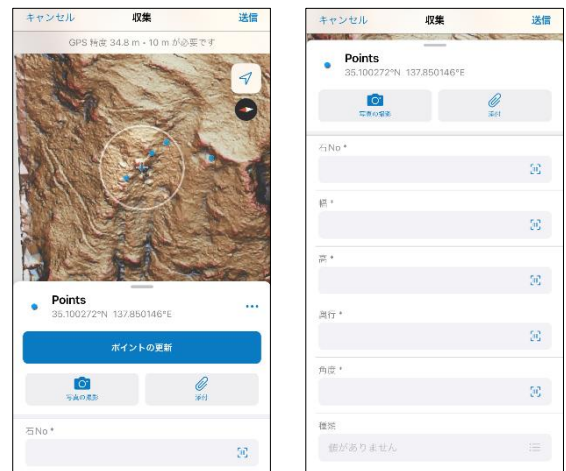 キャンセル 収集 送信
GPS 精度 34.8 m • 10 m が必要です
Points
35.100272°N 137.850146°E
ポイントの更新
写真の撮影 添付
石No *
キャンセル 収集 送信
Points
35.100272°N 137.850146°E
写真の撮影 添付
石No *
幅 *
高 *
奥行 *
角度 *
種類
値がありません